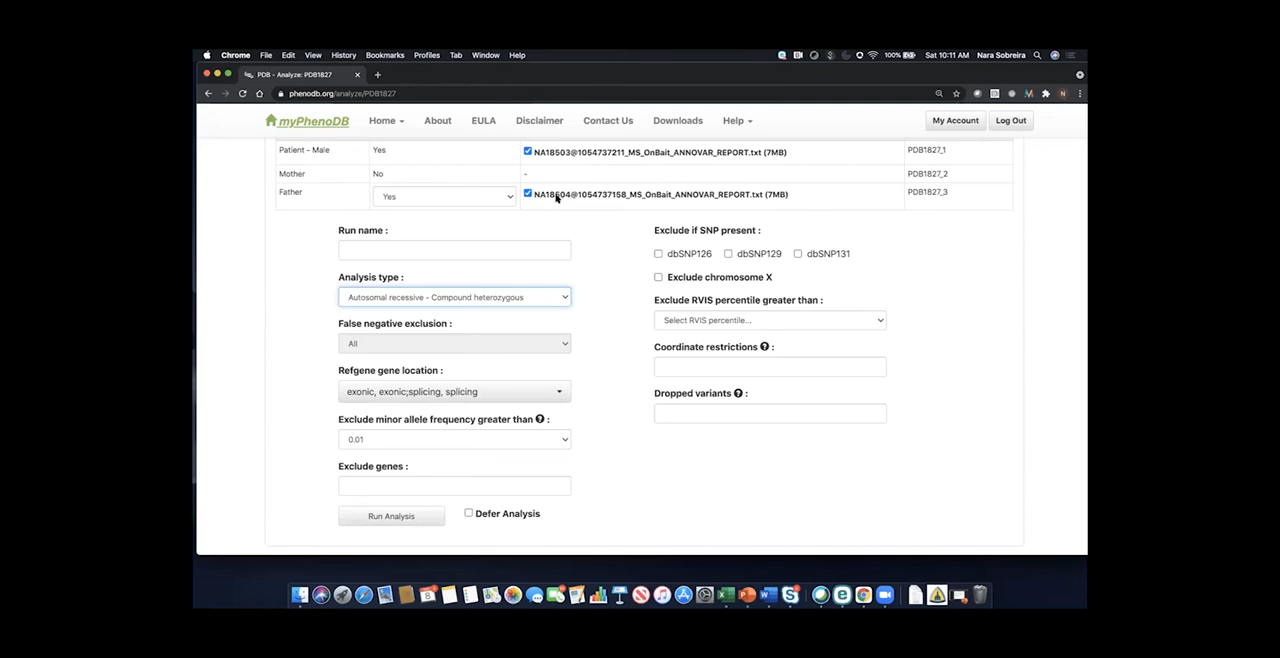 Chrome File Edit View History Bookmarks Profiles Tab Window Help 100% Sat 10:11 AM Nara Sobreira
PDB - Analyze: PDB1827
phenodb.org/analyze/PDB1827
myPhenoDB Home About EULA Disclaimer Contact Us Downloads Help My Account Log Out
Patient - Male Yes NA18503@1054737211_MS_OnBait_ANNOVAR_REPORT.txt (7MB) PDB1827_1
Mother No - PDB1827_2
Father Yes NA18504@1054737158_MS_OnBait_ANNOVAR_REPORT.txt (7MB) PDB1827_3
Run name : Exclude if SNP present :
dbSNP126 dbSNP129 dbSNP131
Analysis type : Exclude chromosome X
Autosomal recessive - Compound heterozygous Exclude RVIS percentile greater than :
False negative exclusion : Select RVIS percentile...
All Coordinate restrictions :
Refgene gene location :
exonic, exonic;splicing, splicing Dropped variants :
Exclude minor allele frequency greater than :
0.01
Exclude genes :
Run Analysis Defer Analysis